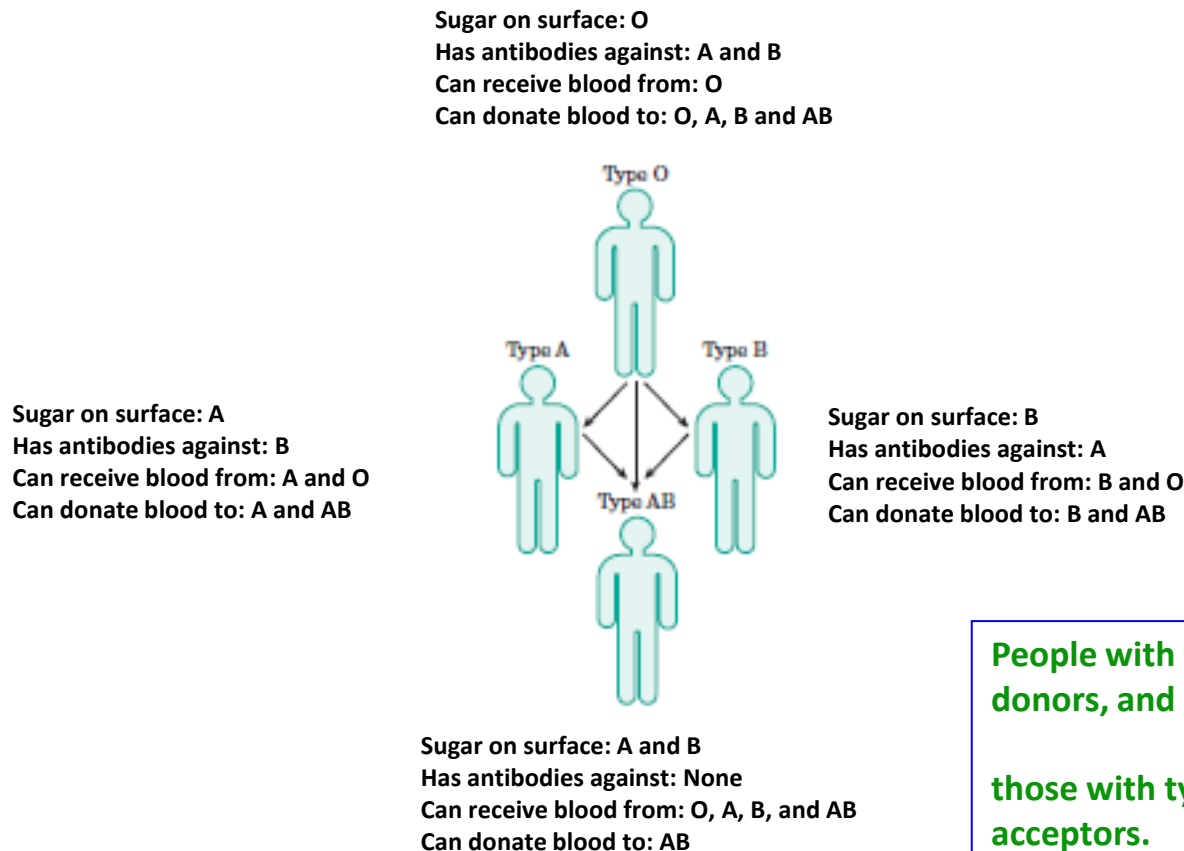 Sugar on surface: O
Has antibodies against: A and B
Can receive blood from: O
Can donate blood to: O, A, B and AB
Type O
Type A
Type B
Sugar on surface: A
Has antibodies against: B
Can receive blood from: A and O
Can donate blood to: A and AB
Sugar on surface: B
Has antibodies against: A
Can receive blood from: B and O
Can donate blood to: B and AB
Type AB
Sugar on surface: A and B
Has antibodies against: None
Can receive blood from: O, A, B, and AB
Can donate blood to: AB
People with
donors, and
those with
acceptors.